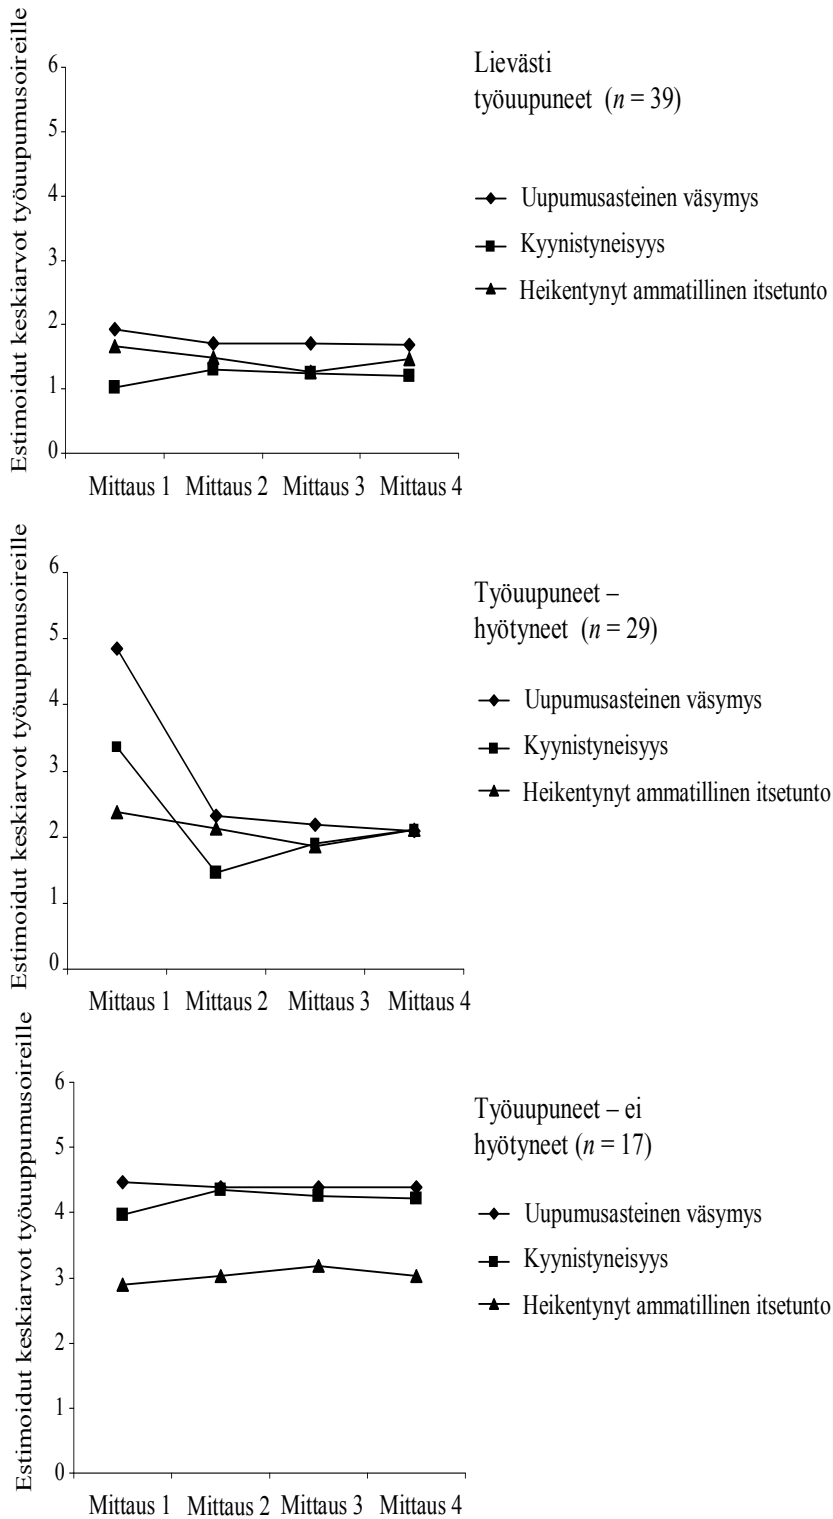 Estimoidut keskiarvot työuupumusoireille
6
5
4
3
2
1
0
Mittaus 1 Mittaus 2 Mittaus 3 Mittaus 4
Lievästi
työuupuneet (n = 39)
Uupumusasteinen väsymys
Kyynistyneisyys
Heikentynyt ammatillinen itsetunto
Estimoidut keskiarvot työuupumusoireille
6
5
4
3
2
1
0
Mittaus 1 Mittaus 2 Mittaus 3 Mittaus 4
Työuupuneet –
hyötyneet (n = 29)
Uupumusasteinen väsymys
Kyynistyneisyys
Heikentynyt ammatillinen itsetunto
Estimoidut keskiarvot työuuppumusoireille
6
5
4
3
2
1
0
Mittaus 1 Mittaus 2 Mittaus 3 Mittaus 4
Työuupuneet – ei
hyötyneet (n = 17)
Uupumusasteinen väsymys
Kyynistyneisyys
Heikentynyt ammatillinen itsetunto